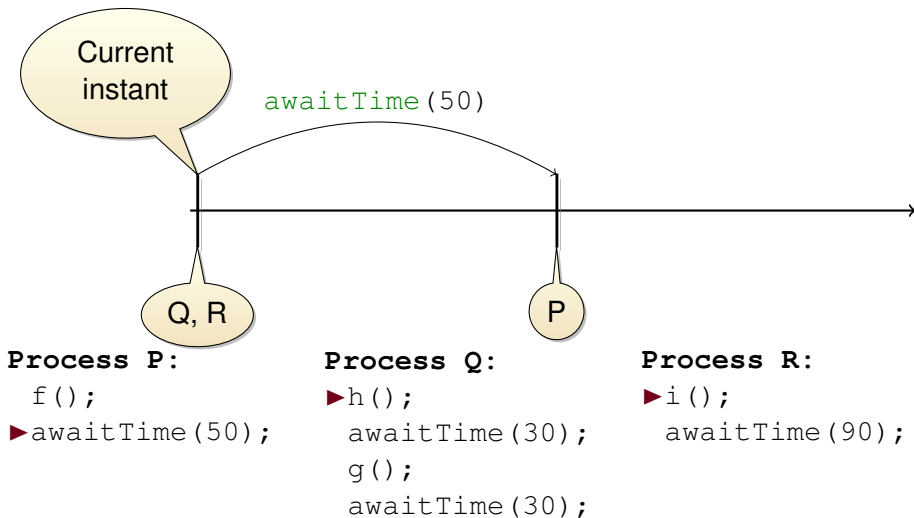 Current
instant
awaitTime(50)
Q, R
P
Process P:
f();
▶awaitTime(50);
Process Q:
▶h();
awaitTime(30);
g();
awaitTime(30);
Process R:
▶i();
awaitTime(90);